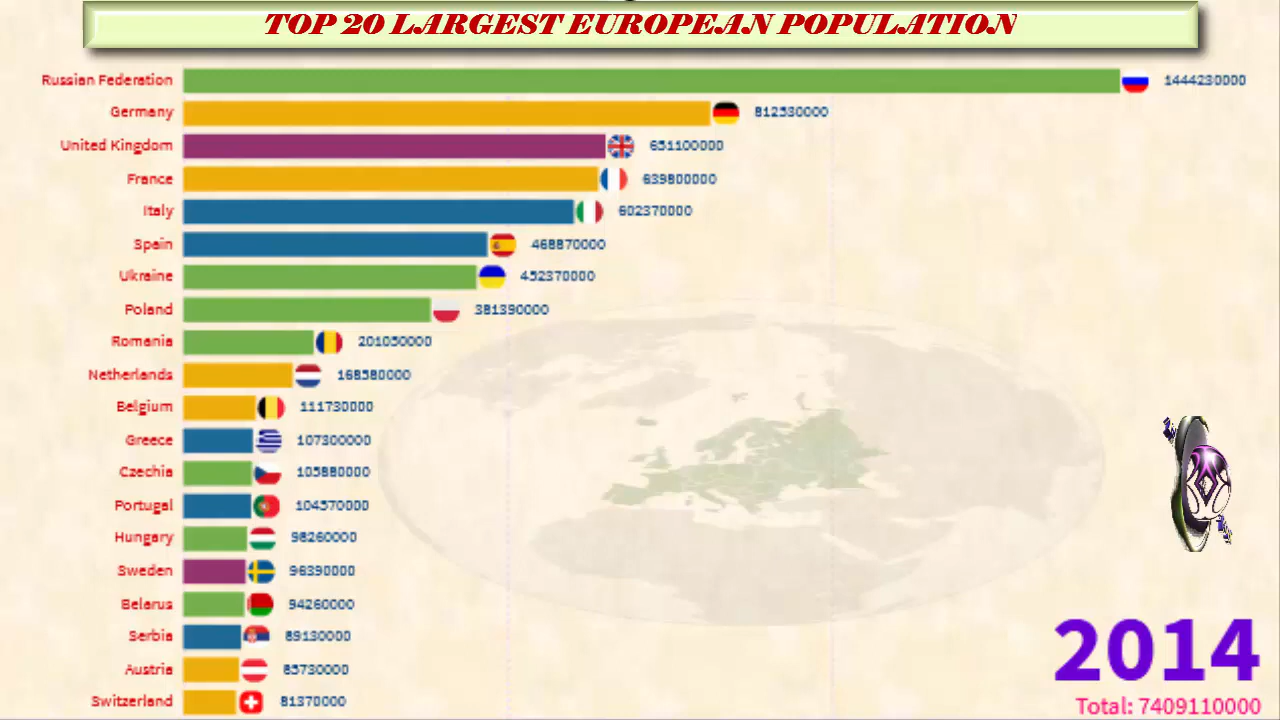 TOP 20 LARGEST EUROPEAN POPULATION
Russian Federation 1444230000
Germany 812530000
United Kingdom 651100000
France 639800000
Italy 602370000
Spain 468870000
Ukraine 452370000
Poland 381390000
Romania 201050000
Netherlands 168580000
Belgium 111730000
Greece 107300000
Czechia 105880000
Portugal 104570000
Hungary 98260000
Sweden 96390000
Belarus 94260000
Serbia 89130000
Austria 85730000
Switzerland 81370000
2014
Total: 7409110000